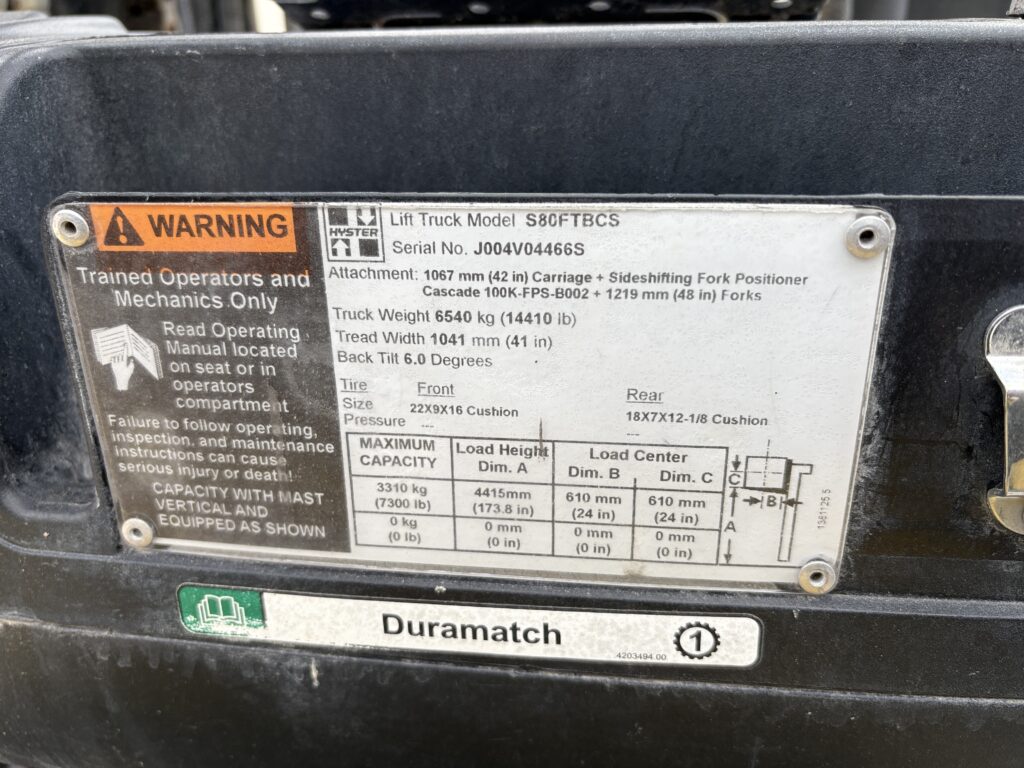 WARNING
Trained Operators and
Mechanics Only
Read Operating
Manual located
on seat or in
operators
compartment
Failure to follow operating,
inspection, and maintenance
instructions can cause
serious injury or death!
CAPACITY WITH MAST
VERTICAL AND
EQUIPPED AS SHOWN
HYSTER
Lift Truck Model S80FTBCS
Serial No. J004V04466S
Attachment: 1067 mm (42 in) Carriage + Sideshifting Fork Positioner
Cascade 100K-FPS-B002 + 1219 mm (48 in) Forks
Truck Weight 6540 kg (14410 lb)
Tread Width 1041 mm (41 in)
Back Tilt 6.0 Degrees
Tire Front Rear
Size 22X9X16 Cushion 18X7X12-1/8 Cushion
Pressure --- ---
MAXIMUM CAPACITY Load Height Dim. A Load Center Dim. B Dim. C
3310 kg 4415mm 610 mm 610 mm
(7300 lb) (173.8 in) (24 in) (24 in)
0 kg 0 mm 0 mm 0 mm
(0 lb) (0 in) (0 in) (0 in)
C
B
A
Duramatch
4203494 00
1